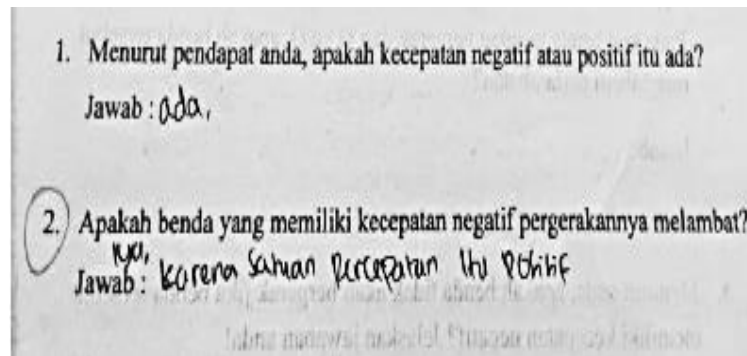 1. Menurut pendapat anda, apakah kecepatan negatif atau positif itu ada?
Jawab : ada,
2. Apakah benda yang memiliki kecepatan negatif pergerakannya melambat?
iya,
Jawab : karena satuan percepatan itu positif